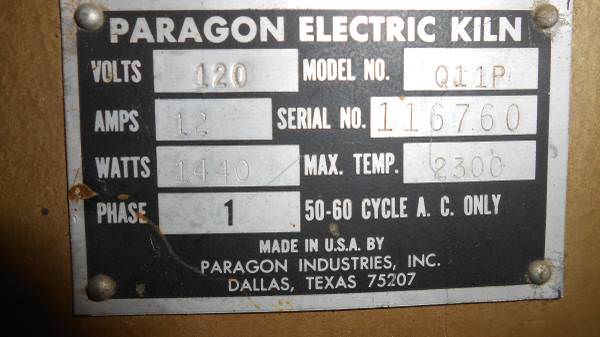 PARAGON ELECTRIC KILN
VOLTS 120 MODEL NO. Q11P
AMPS 12 SERIAL NO. 116760
WATTS 1440 MAX. TEMP. 2300
PHASE 1 50-60 CYCLE A. C. ONLY
MADE IN U.S.A. BY
PARAGON INDUSTRIES, INC.
DALLAS, TEXAS 75207